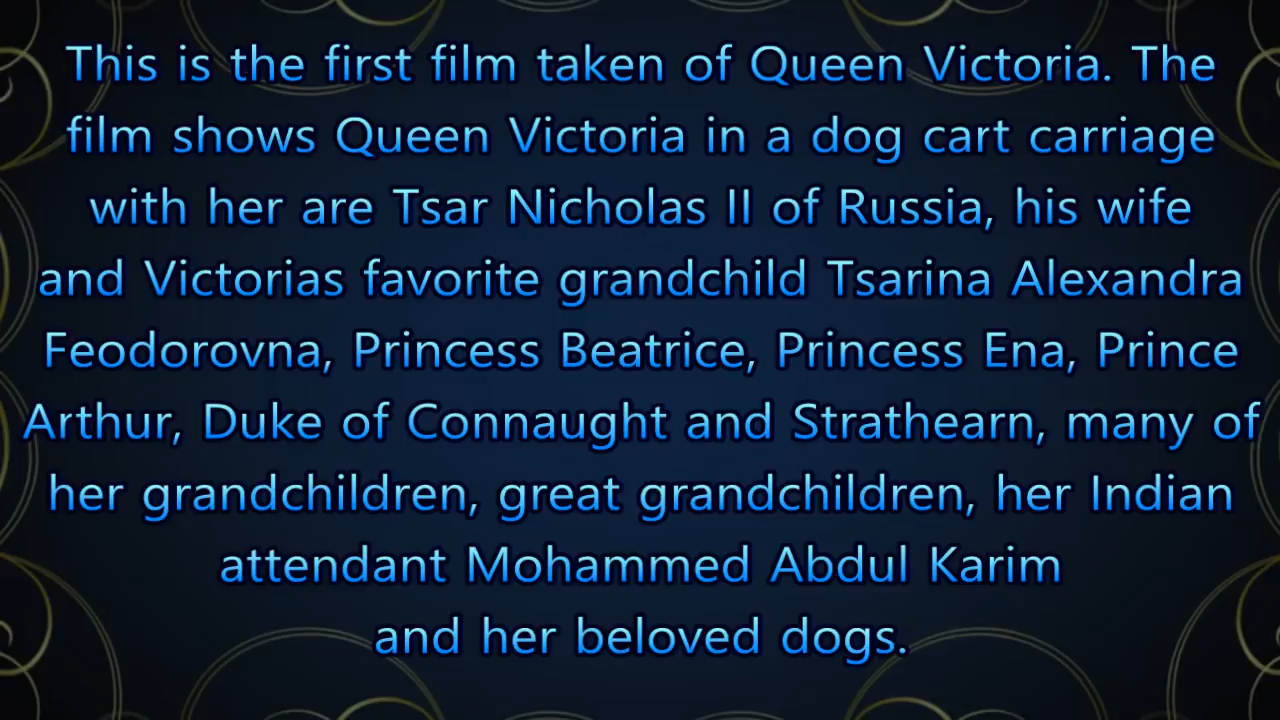 This is the first film taken of Queen Victoria. The
film shows Queen Victoria in a dog cart carriage
with her are Tsar Nicholas II of Russia, his wife
and Victorias favorite grandchild Tsarina Alexandra
Feodorovna, Princess Beatrice, Princess Ena, Prince
Arthur, Duke of Connaught and Strathearn, many of
her grandchildren, great grandchildren, her Indian
attendant Mohammed Abdul Karim
and her beloved dogs.